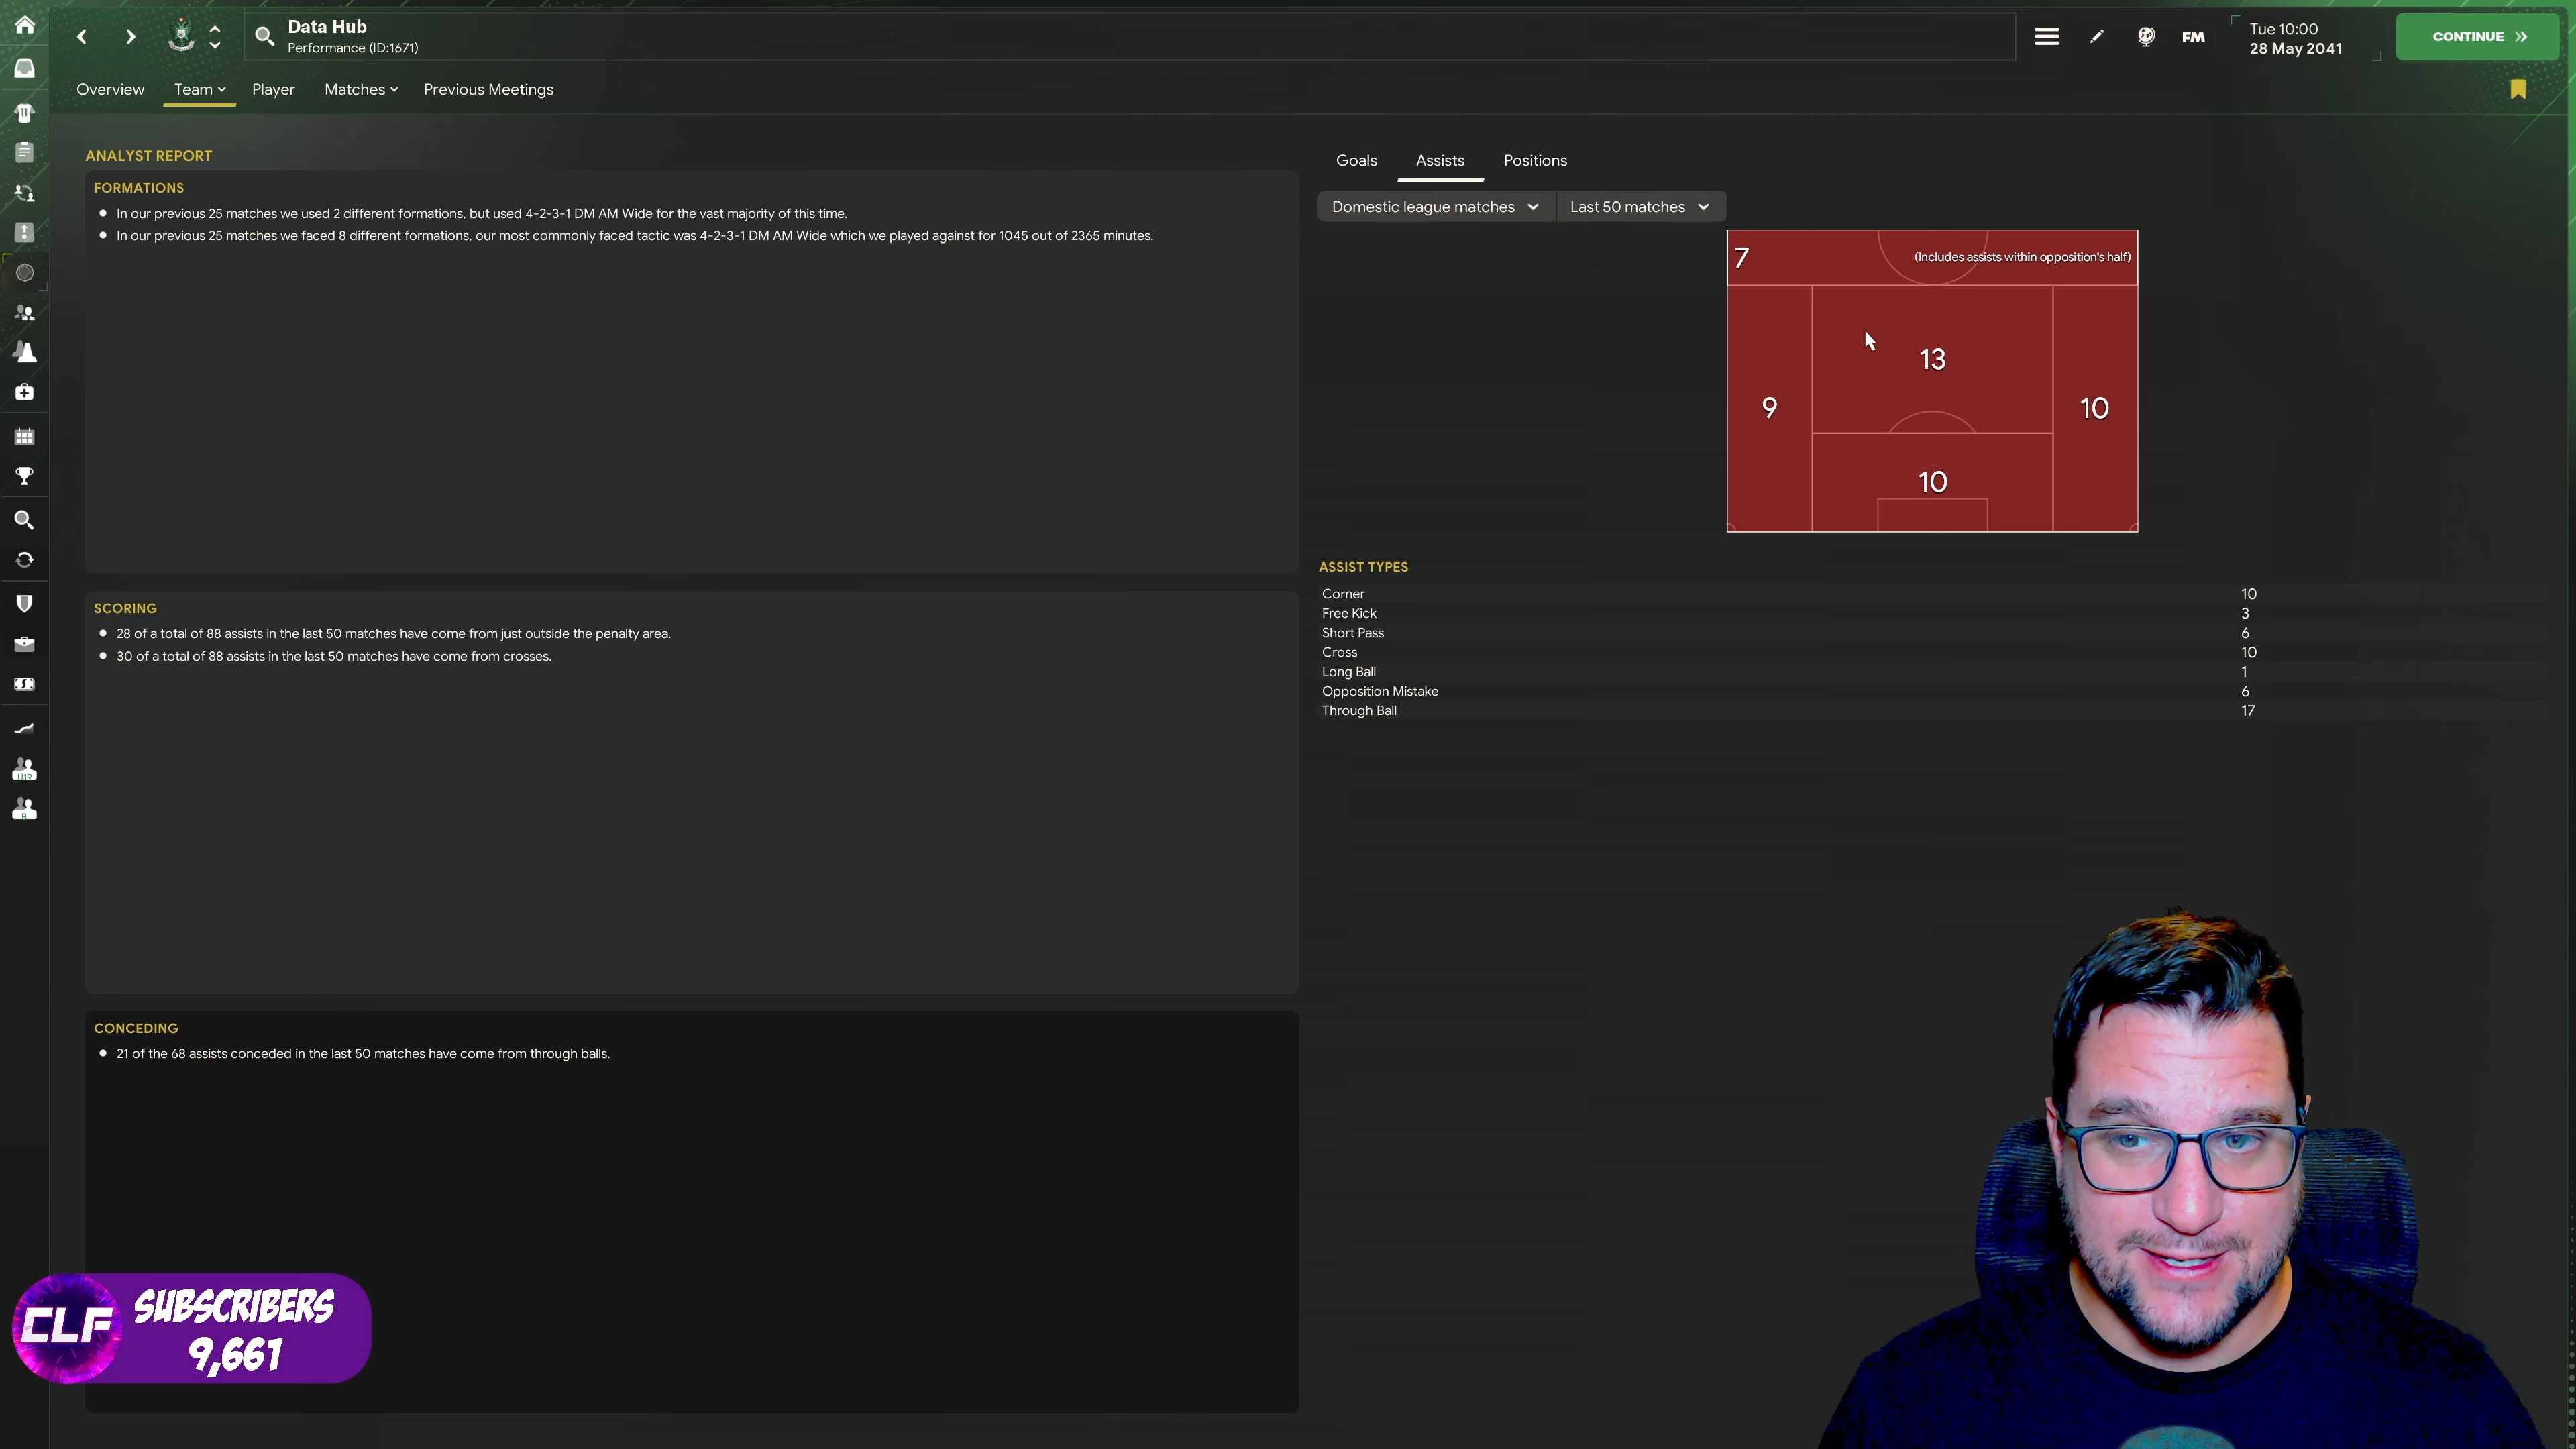 Data Hub
Performance (ID:1671)
FM
Tue 10:00
28 May 2041
CONTINUE
Overview
Team
Player
Matches
Previous Meetings
ANALYST REPORT
FORMATIONS
In our previous 25 matches we used 2 different formations, but used 4-2-3-1 DM AM Wide for the vast majority of this time.
In our previous 25 matches we faced 8 different formations, our most commonly faced tactic was 4-2-3-1 DM AM Wide which we played against for 1045 out of 2365 minutes.
SCORING
28 of a total of 88 assists in the last 50 matches have come from just outside the penalty area.
30 of a total of 88 assists in the last 50 matches have come from crosses.
CONCEDING
21 of the 68 assists conceded in the last 50 matches have come from through balls.
Goals
Assists
Positions
Domestic league matches
Last 50 matches
7
(Includes assists within opposition's half)
13
9
10
10
ASSIST TYPES
Corner 10
Free Kick 3
Short Pass 6
Cross 10
Long Ball 1
Opposition Mistake 6
Through Ball 17
11
U19
B
CLF
SUBSCRIBERS
9,661